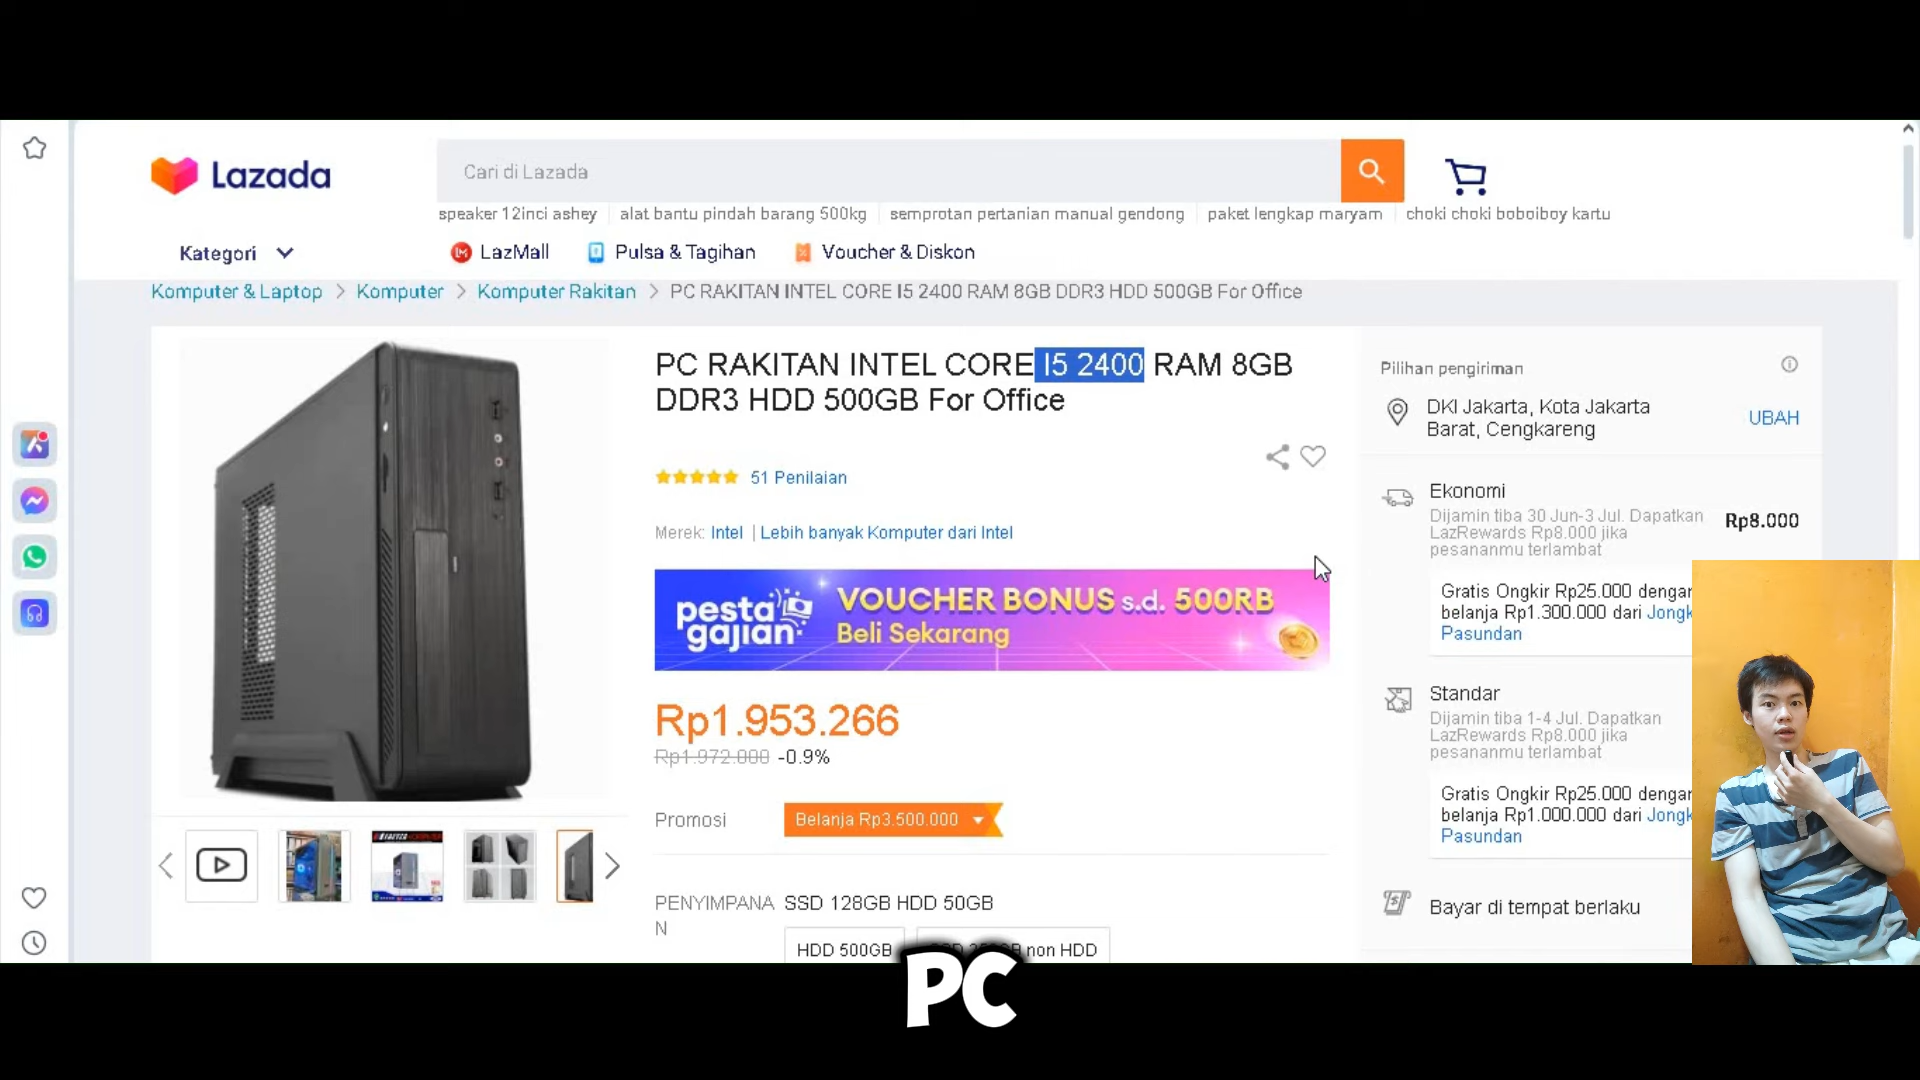 Lazada
Cari di Lazada
speaker 12inci ashey
alat bantu pindah barang 500kg
semprotan pertanian manual gendong
paket lengkap maryam
choki choki boboiboy kartu
Kategori
LazMall
Pulsa & Tagihan
Voucher & Diskon
Komputer & Laptop > Komputer > Komputer Rakitan > PC RAKITAN INTEL CORE I5 2400 RAM 8GB DDR3 HDD 500GB For Office
PC RAKITAN INTEL CORE I5 2400 RAM 8GB
DDR3 HDD 500GB For Office
51 Penilaian
Merek: Intel | Lebih banyak Komputer dari Intel
pesta
gajian
VOUCHER BONUS s.d. 500RB
Beli Sekarang
Rp1.953.266
Rp1.972.000 -0.9%
Promosi
Belanja Rp3.500.000
PENYIMPANA
N
SSD 128GB HDD 50GB
HDD 500GB
non HDD
Pilihan pengiriman
DKI Jakarta, Kota Jakarta
Barat, Cengkareng
UBAH
Ekonomi
Dijamin tiba 30 Jun-3 Jul. Dapatkan
LazRewards Rp8.000 jika
pesananmu terlambat
Rp8.000
Gratis Ongkir Rp25.000 dengar
belanja Rp1.300.000 dari Jongk
Pasundan
Standar
Dijamin tiba 1-4 Jul. Dapatkan
LazRewards Rp8.000 jika
pesananmu terlambat
Gratis Ongkir Rp25.000 dengar
belanja Rp1.000.000 dari Jongk
Pasundan
Bayar di tempat berlaku
PC